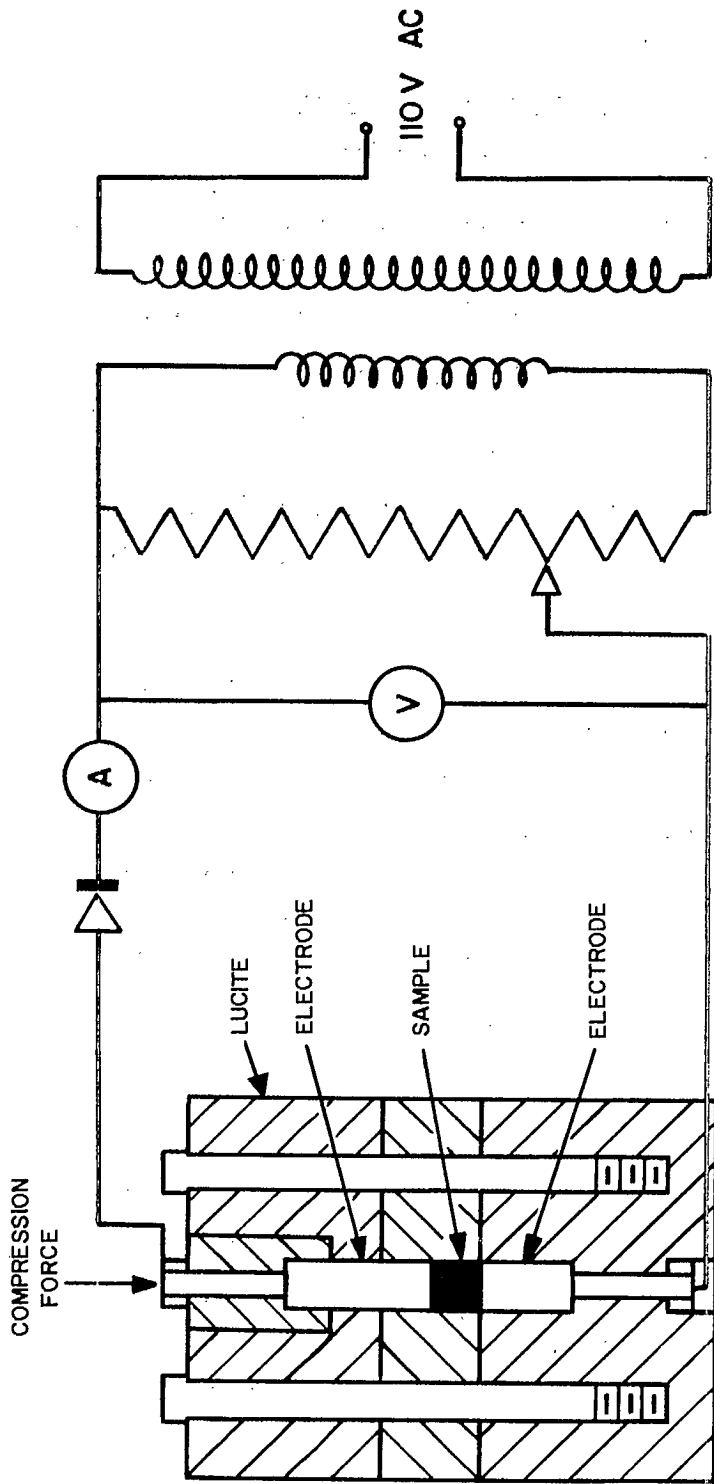 COMPRESSION
FORCE
LUCITE
ELECTRODE
SAMPLE
ELECTRODE
A
V
110 V AC